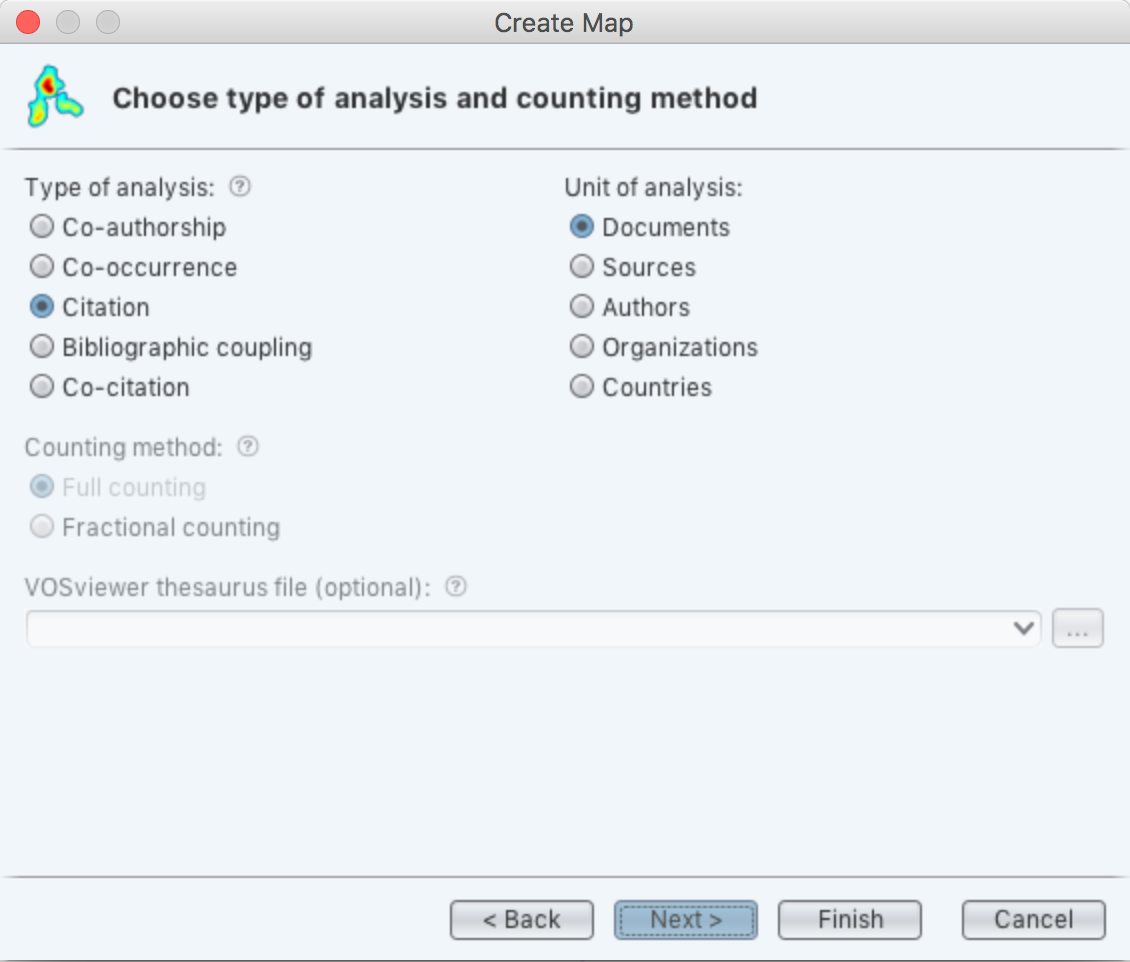 Create Map
Choose type of analysis and counting method
Type of analysis: ?
Co-authorship
Co-occurrence
Citation
Bibliographic coupling
Co-citation
Unit of analysis:
Documents
Sources
Authors
Organizations
Countries
Counting method: ?
Full counting
Fractional counting
VOSviewer thesaurus file (optional): ?
...
< Back
Next >
Finish
Cancel